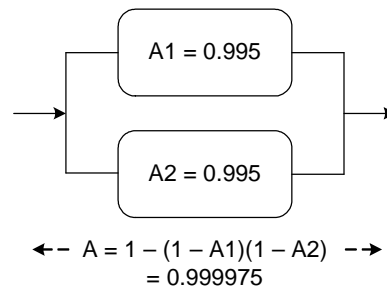 A1 = 0.995
A2 = 0.995
A = 1 – (1 – A1)(1 – A2)
= 0.999975